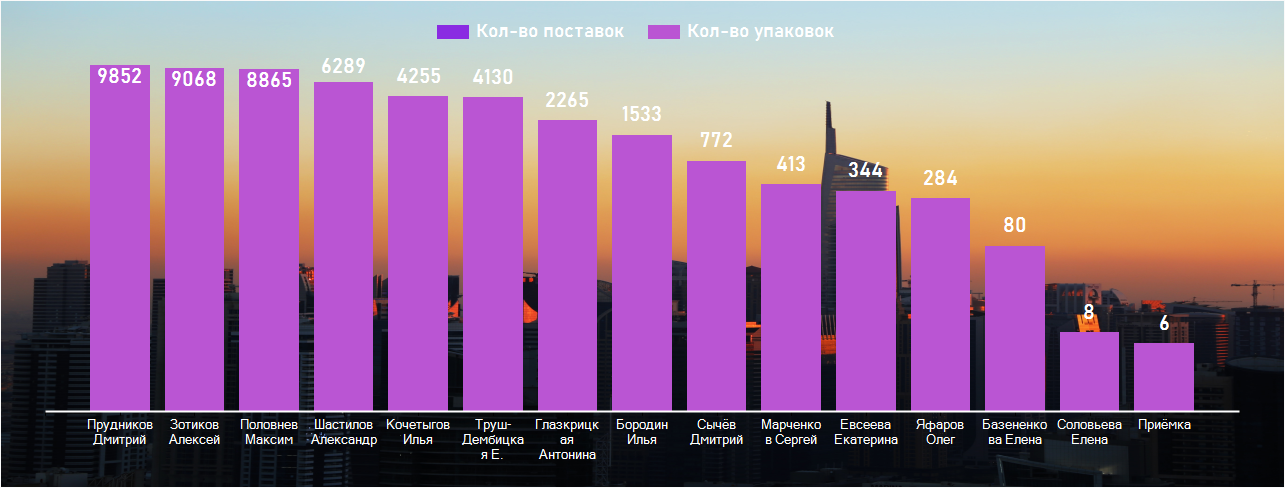 Кол-во поставок Кол-во упаковок
9852 9068 8865 6289 4255 4130 2265 1533 772 413 344 284 80 8 6
Прудников Дмитрий
Зотиков Алексей
Половнев Максим
Шастилов Александр
Кочетыгов Илья
Труш-
Дембицка
я Е.
Глазкрицк
ая
Антонина
Бородин
Илья
Сычёв
Дмитрий
Марченко
в Сергей
Евсеева
Екатерина
Яфаров
Олег
Базененко
ва Елена
Соловьева
Елена
Приёмка